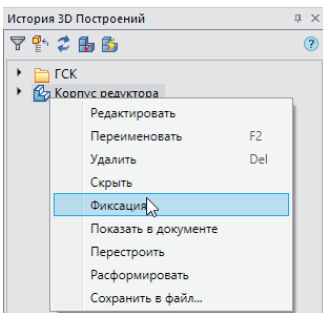 История 3D Построений
ГСК
Корпус редуктора
Редактировать
Переименовать F2
Удалить Del
Скрыть
Фиксация
Показать в документе
Перестроить
Расформировать
Сохранить в файл...